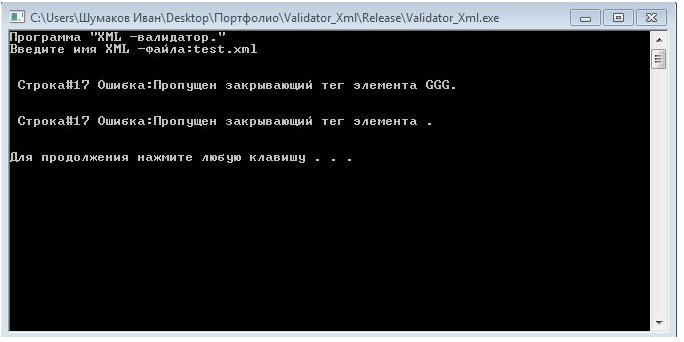 C:\Users\Шумаков Иван\Desktop\Портфолио\Validator_Xml\Release\Validator_Xml.exe
Программа "XML -валидатор."
Введите имя XML -файла:test.xml
Строка#17 Ошибка:Пропущен закрывающий тег элемента GGG.
Строка#17 Ошибка:Пропущен закрывающий тег элемента .
Для продолжения нажмите любую клавишу . . .